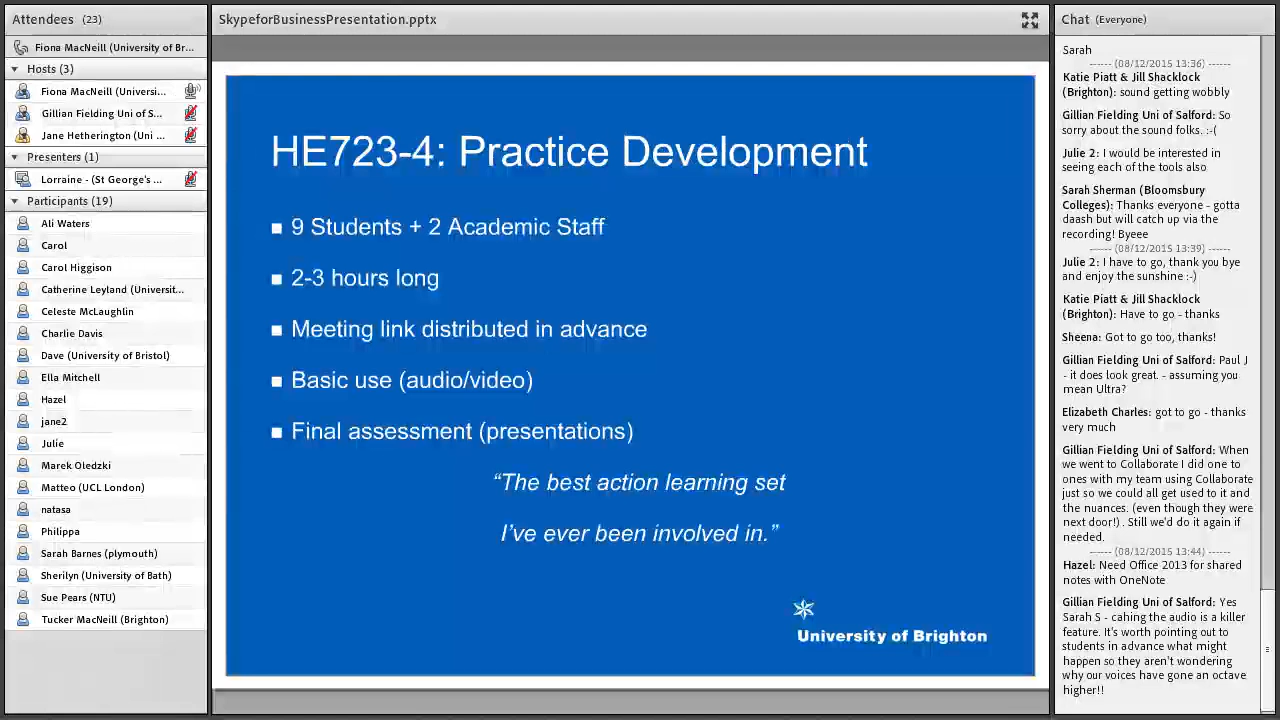 Attendees (23)
Fiona MacNeill (University of Br...
Hosts (3)
Fiona MacNeill (Universi...
Gillian Fielding Uni of S...
Jane Hetherington (Uni ...
Presenters (1)
Lorraine - (St George's ...
Participants (19)
Ali Waters
Carol
Carol Higgison
Catherine Leyland (Universit...
Celeste McLaughlin
Charlie Davis
Dave (University of Bristol)
Ella Mitchell
Hazel
jane2
Julie
Marek Oledzki
Matteo (UCL London)
natasa
Philippa
Sarah Barnes (plymouth)
Sherilyn (University of Bath)
Sue Pears (NTU)
Tucker MacNeill (Brighton)
SkypeforBusinessPresentation.pptx
HE723-4: Practice Development
9 Students + 2 Academic Staff
2-3 hours long
Meeting link distributed in advance
Basic use (audio/video)
Final assessment (presentations)
“The best action learning set
I’ve ever been involved in.”
University of Brighton
Chat (Everyone)
Sarah
------ (08/12/2015 13:36) ------
Katie Piatt & Jill Shacklock
(Brighton): sound getting wobbly
Gillian Fielding Uni of Salford: So
sorry about the sound folks. :-(
Julie 2: I would be interested in
seeing each of the tools also
Sarah Sherman (Bloomsbury
Colleges): Thanks everyone - gotta
daash but will catch up via the
recording! Byeee
------ (08/12/2015 13:39) ------
Julie 2: I have to go, thank you bye
and enjoy the sunshine :-)
Katie Piatt & Jill Shacklock
(Brighton): Have to go - thanks
Sheena: Got to go too, thanks!
Gillian Fielding Uni of Salford: Paul J
- it does look great. - assuming you
mean Ultra?
Elizabeth Charles: got to go - thanks
very much
Gillian Fielding Uni of Salford: When
we went to Collaborate I did one to
ones with my team using Collaborate
just so we could all get used to it and
the nuances. (even though they were
next door!) . Still we'd do it again if
needed.
------ (08/12/2015 13:44) ------
Hazel: Need Office 2013 for shared
notes with OneNote
Gillian Fielding Uni of Salford: Yes
Sarah S - cahing the audio is a killer
feature. It's worth pointing out to
students in advance what might
happen so they aren't wondering
why our voices have gone an octave
higher!!